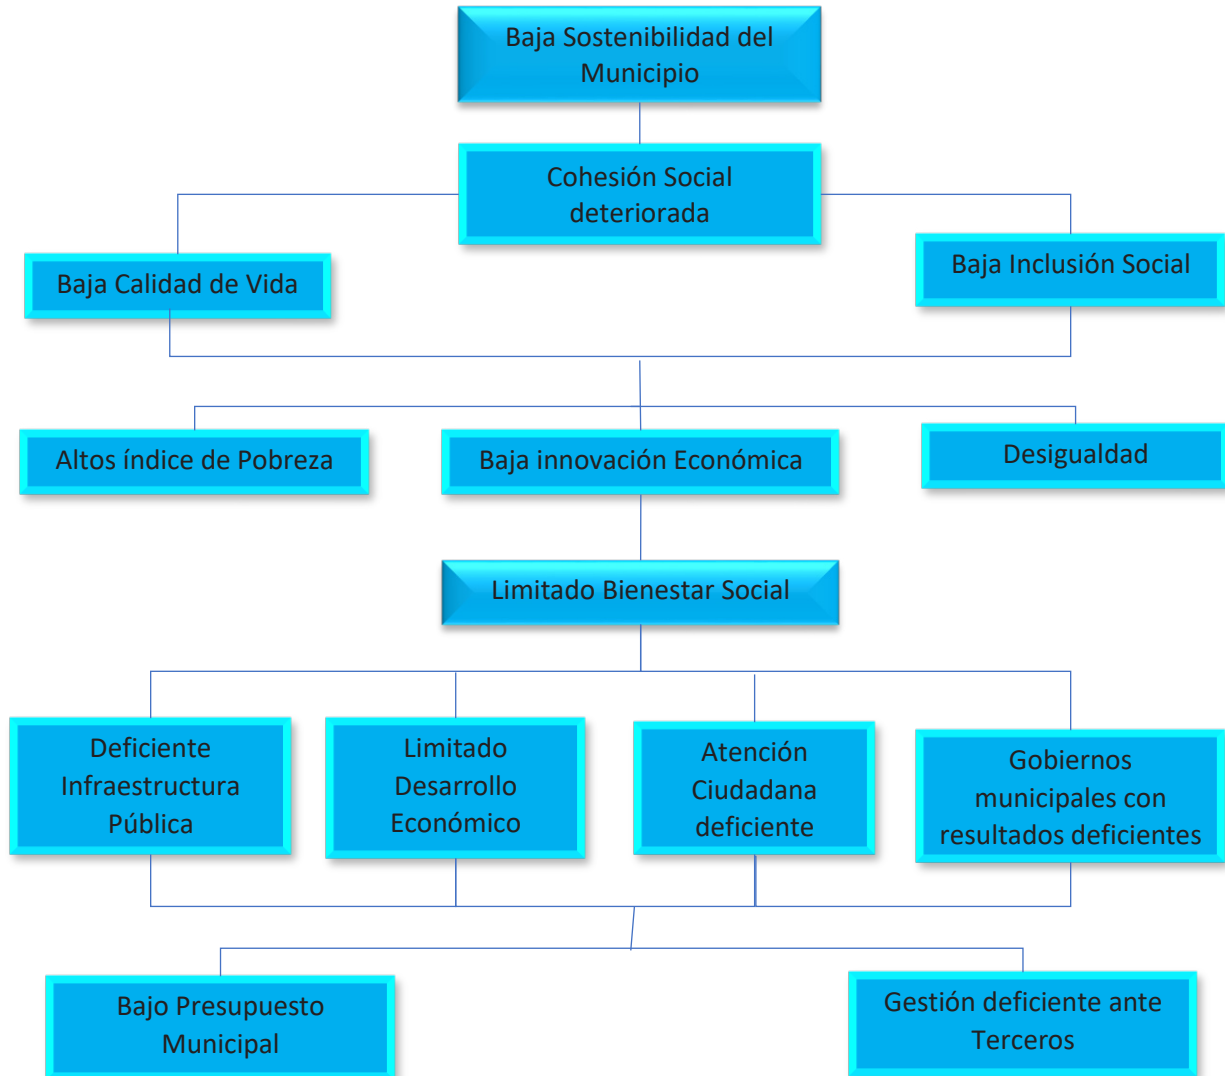 Baja Sostenibilidad del
Municipio
Cohesión Social
deteriorada
Baja Calidad de Vida
Baja Inclusión Social
Altos índice de Pobreza
Baja innovación Económica
Desigualdad
Limitado Bienestar Social
Deficiente
Infraestructura
Pública
Limitado
Desarrollo
Económico
Atención
Ciudadana
deficiente
Gobiernos
municipales con
resultados deficientes
Bajo Presupuesto
Municipal
Gestión deficiente ante
Terceros